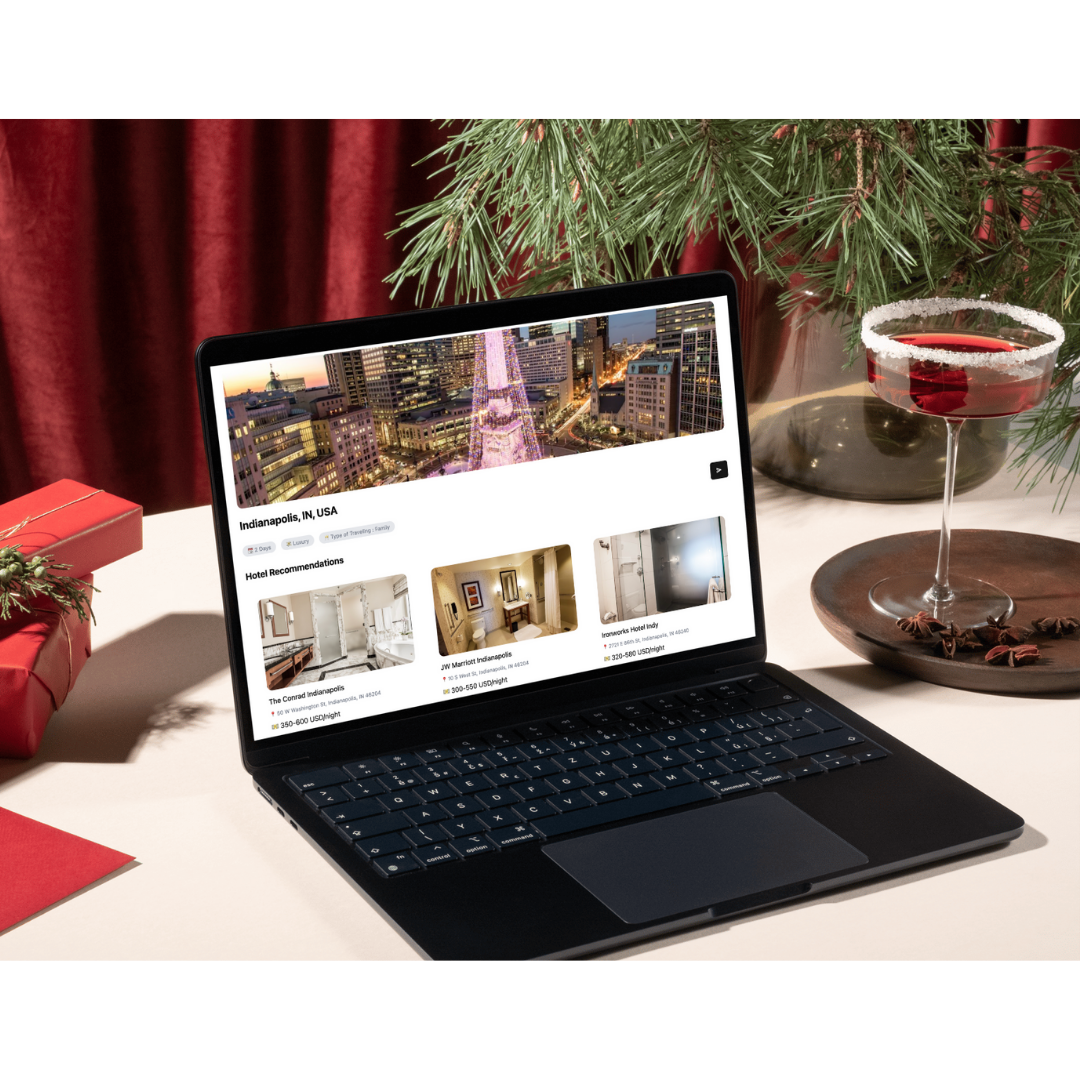 Indianapolis, IN, USA
2 Days
Luxury
Type of Traveling : Family
Hotel Recommendations
The Conrad Indianapolis
50 W Washington St, Indianapolis, IN 46204
350-600 USD/night
JW Marriott Indianapolis
10 S West St, Indianapolis, IN 46204
300-550 USD/night
Ironworks Hotel Indy
2721 E 86th St, Indianapolis, IN 46240
320-580 USD/night
Q W E R T Z U I O P
A S D F G H J K L
Y X C V B N M
fn control option command
command option